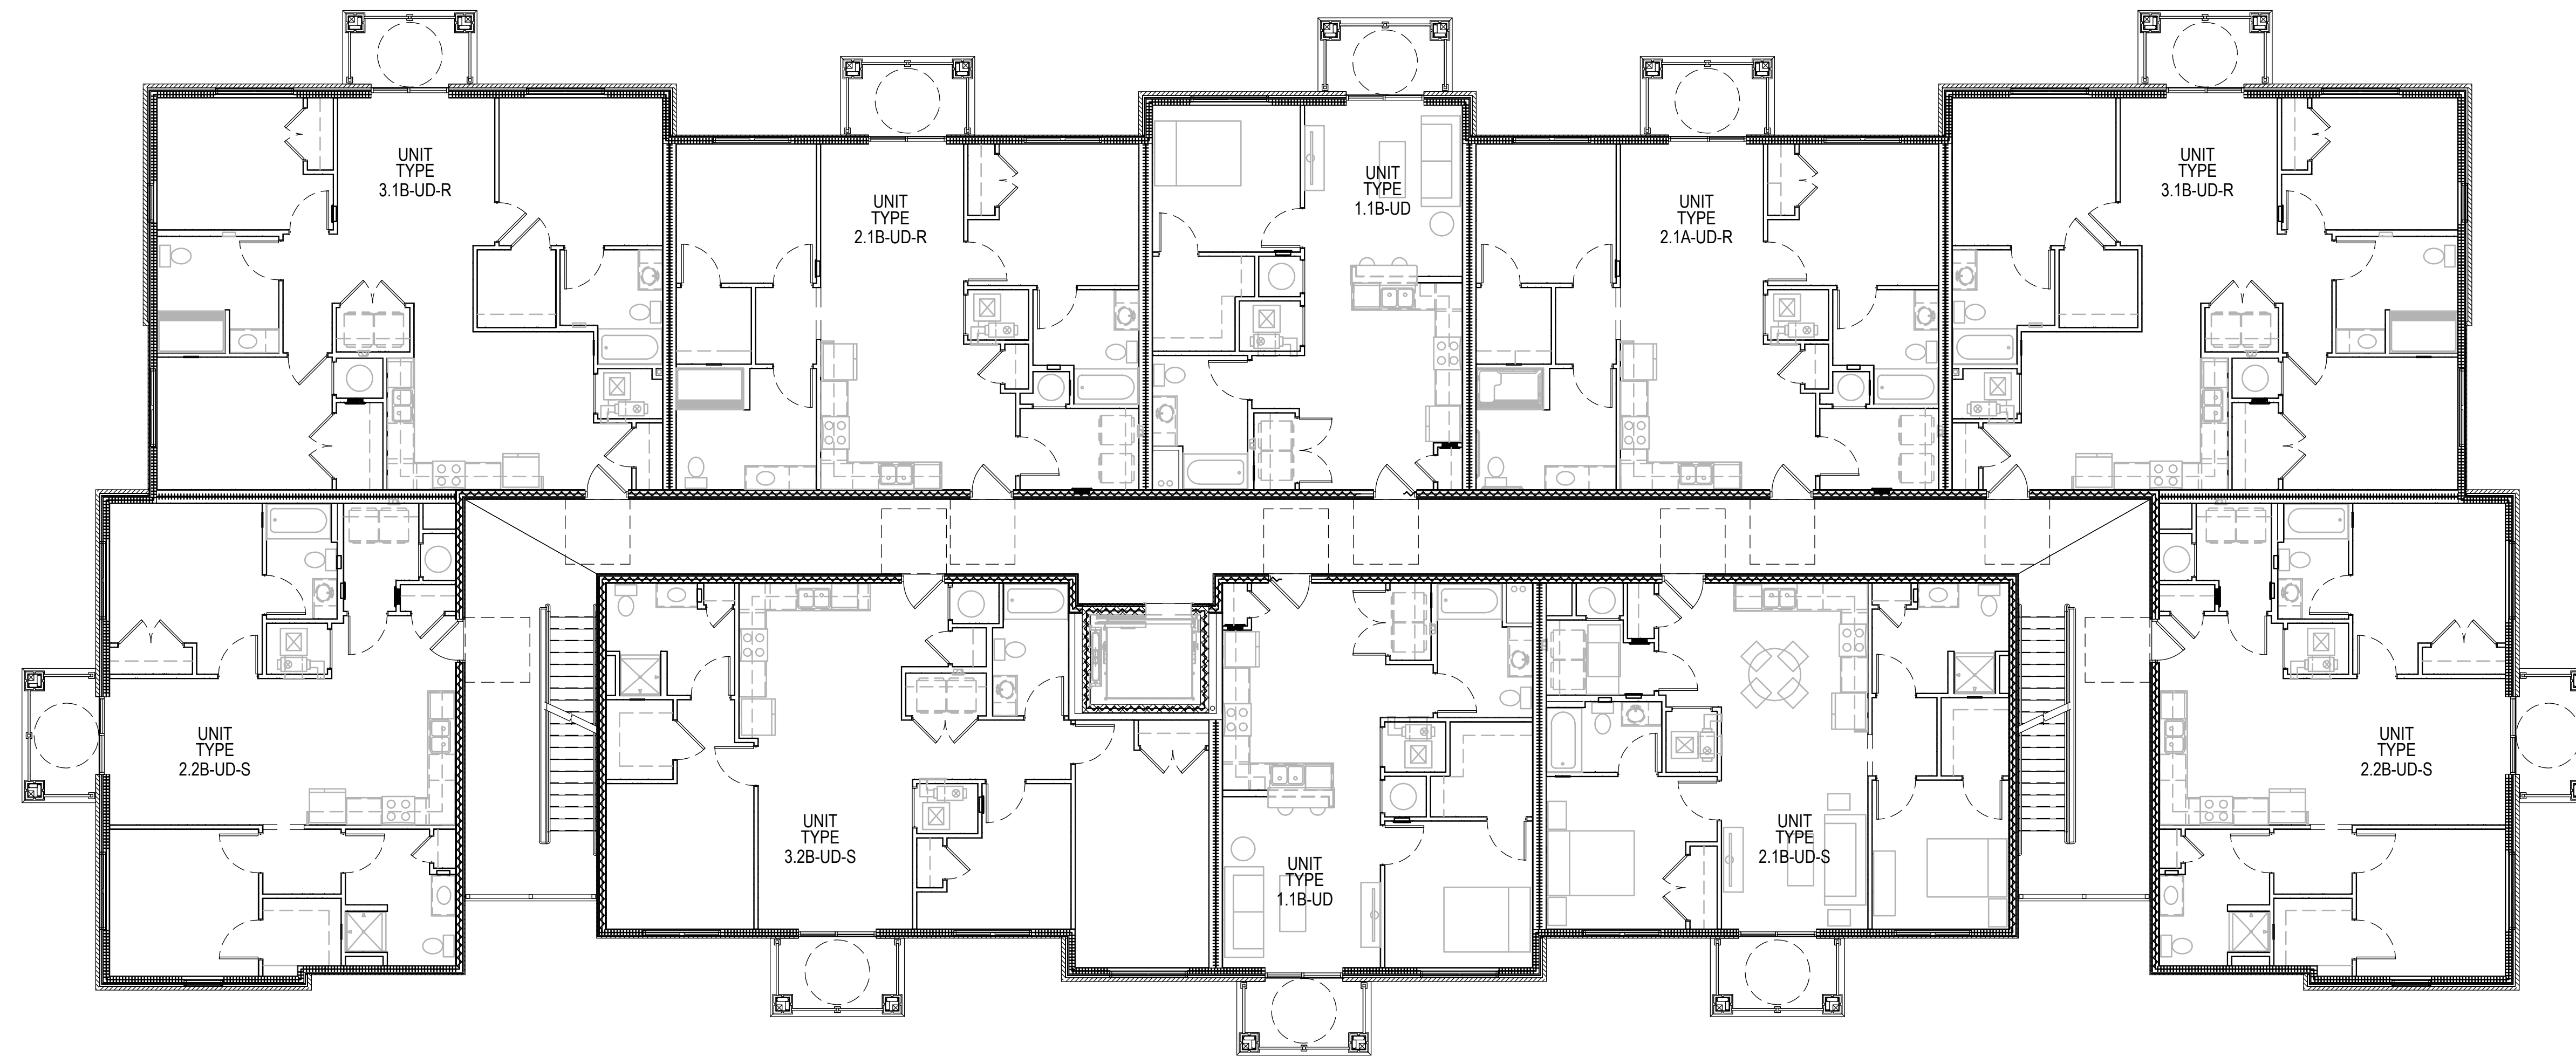 UNIT
TYPE
3.1B-UD-R
UNIT
TYPE
2.1B-UD-R
UNIT
TYPE
1.1B-UD
UNIT
TYPE
2.1A-UD-R
UNIT
TYPE
3.1B-UD-R
UNIT
TYPE
2.2B-UD-S
UNIT
TYPE
3.2B-UD-S
UNIT
TYPE
1.1B-UD
UNIT
TYPE
2.1B-UD-S
UNIT
TYPE
2.2B-UD-S